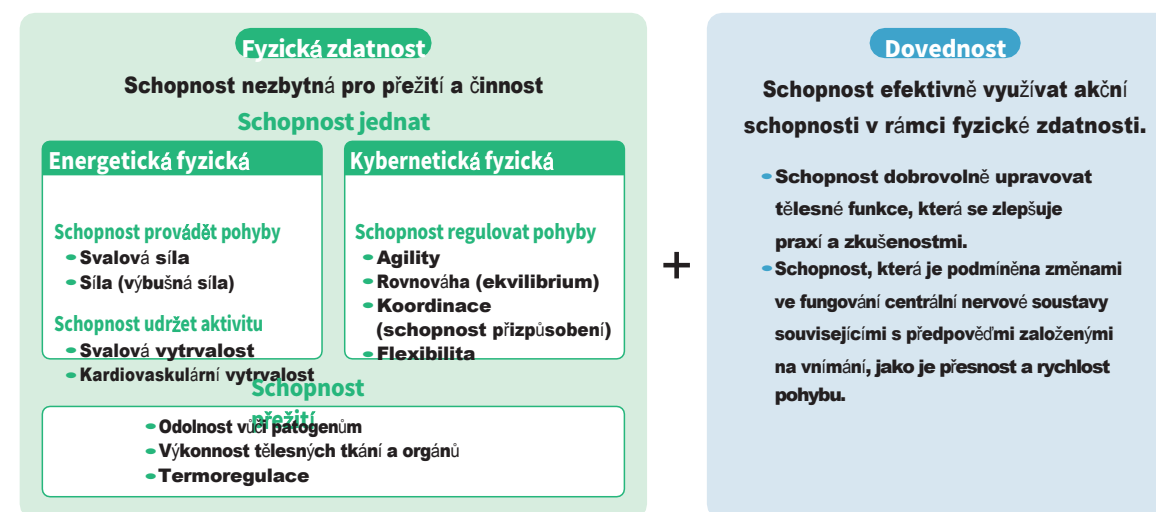 Fyzická zdatnost
Schopnost nezbytná pro přežití a činnost
Schopnost jednat
Energetická fyzická
Schopnost provádět pohyby
Svalová síla
Síla (výbušná síla)
Schopnost udržet aktivitu
Svalová vytrvalost
Kardiovaskulární vytrvalost
Kybernetická fyzická
Schopnost regulovat pohyby
Agility
Rovnováha (ekvilibrium)
Koordinace
(schopnost přizpůsobení)
Flexibilita
Schopnost
přežití
Odolnost vůči patogenům
Výkonnost tělesných tkání a orgánů
Termoregulace
+
Dovednost
Schopnost efektivně využívat akční
schopnosti v rámci fyzické zdatnosti.
Schopnost dobrovolně upravovat
tělesné funkce, která se zlepšuje
praxí a zkušenostmi.
Schopnost, která je podmíněna změnami
ve fungování centrální nervové soustavy
souvisejícími s předpověďmi založenými
na vnímání, jako je přesnost a rychlost
pohybu.